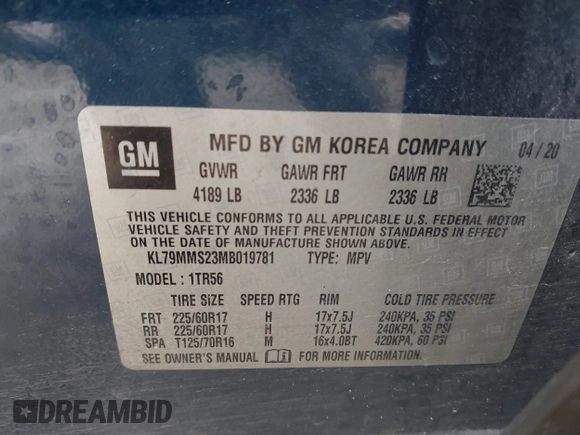 GM
MFD BY GM KOREA COMPANY 04 / 20
GVWR GAWR FRT GAWR RR
4189 LB 2336 LB 2336 LB
THIS VEHICLE CONFORMS TO ALL APPLICABLE U.S. FEDERAL MOTOR
VEHICLE SAFETY AND THEFT PREVENTION STANDARDS IN EFFECT ON THE
DATE OF MANUFACTURE SHOWN ABOVE.
KL79MMS23MB019781 TYPE: MPV
MODEL : 1TR56
TIRE SIZE SPEED RTG RIM COLD TIRE PRESSURE
FRT 225/60R17 H 17x7.5J 240KPA, 35 PSI
RR 225/60R17 H 17x7.5J 240KPA, 35 PSI
SPA T125/70R16 M 16x4.0BT 420KPA, 60 PSI
SEE OWNER'S MANUAL FOR MORE INFORMATION.
DREAMBID